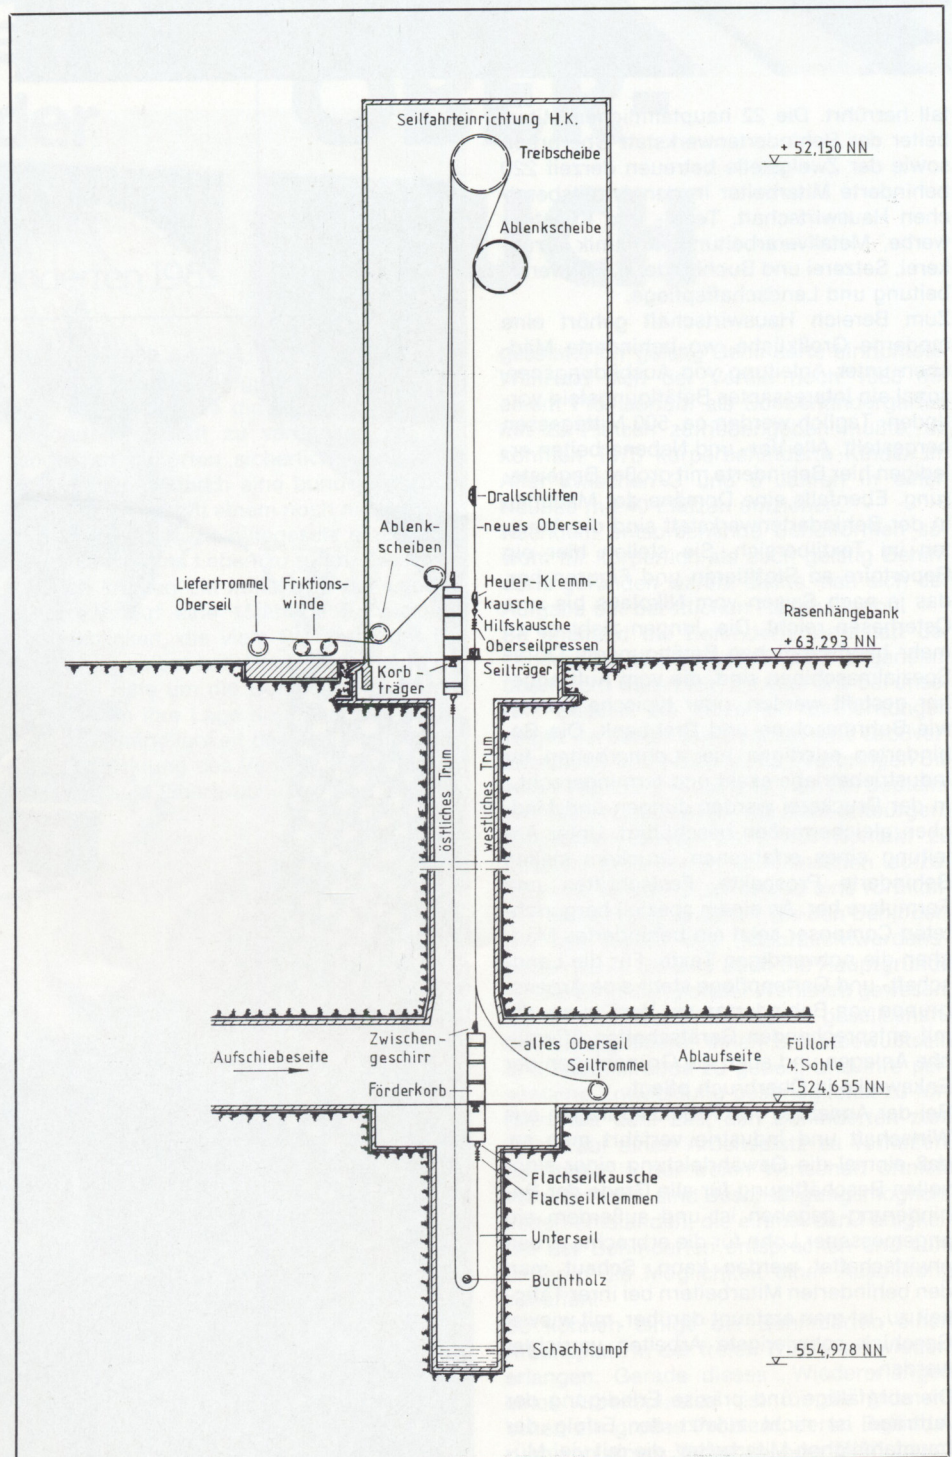 Seilfahrteinrichtung H.K.
Treibscheibe
+ 52,150 NN
Ablenkscheibe
Drallschlitten
neues Oberseil
Ablenk-
scheiben
Liefertrommel
Oberseil
Friktions-
winde
Heuer-Klemm-
kausche
Hilfskausche
Oberseilpressen
Rasenhängebank
+63,293 NN
Korb-
träger
Seilträger
östliches Trum
westliches Trum
Zwischen-
geschirr
altes Oberseil
Seiltrommel
Aufschiebeseite
Ablaufseite
Füllort
4. Sohle
-524,655 NN
Förderkorb
Flachseilkausche
Flachseilklemmen
Unterseil
Buchtholz
Schachtsumpf
-554,978 NN